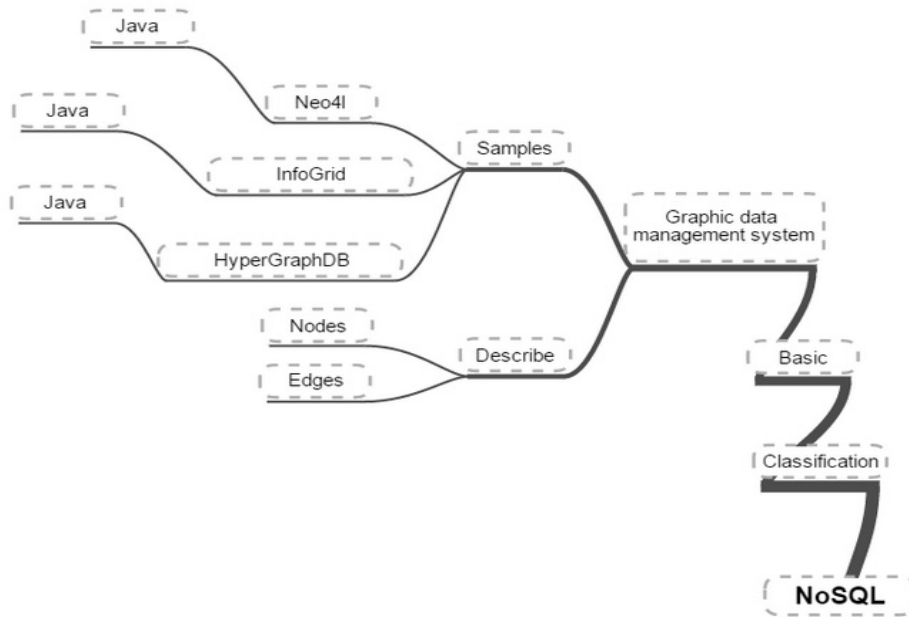 Java
Neo4l
Java
Samples
InfoGrid
Java
Graphic data
management system
HyperGraphDB
Nodes
Describe
Basic
Edges
Classification
NoSQL